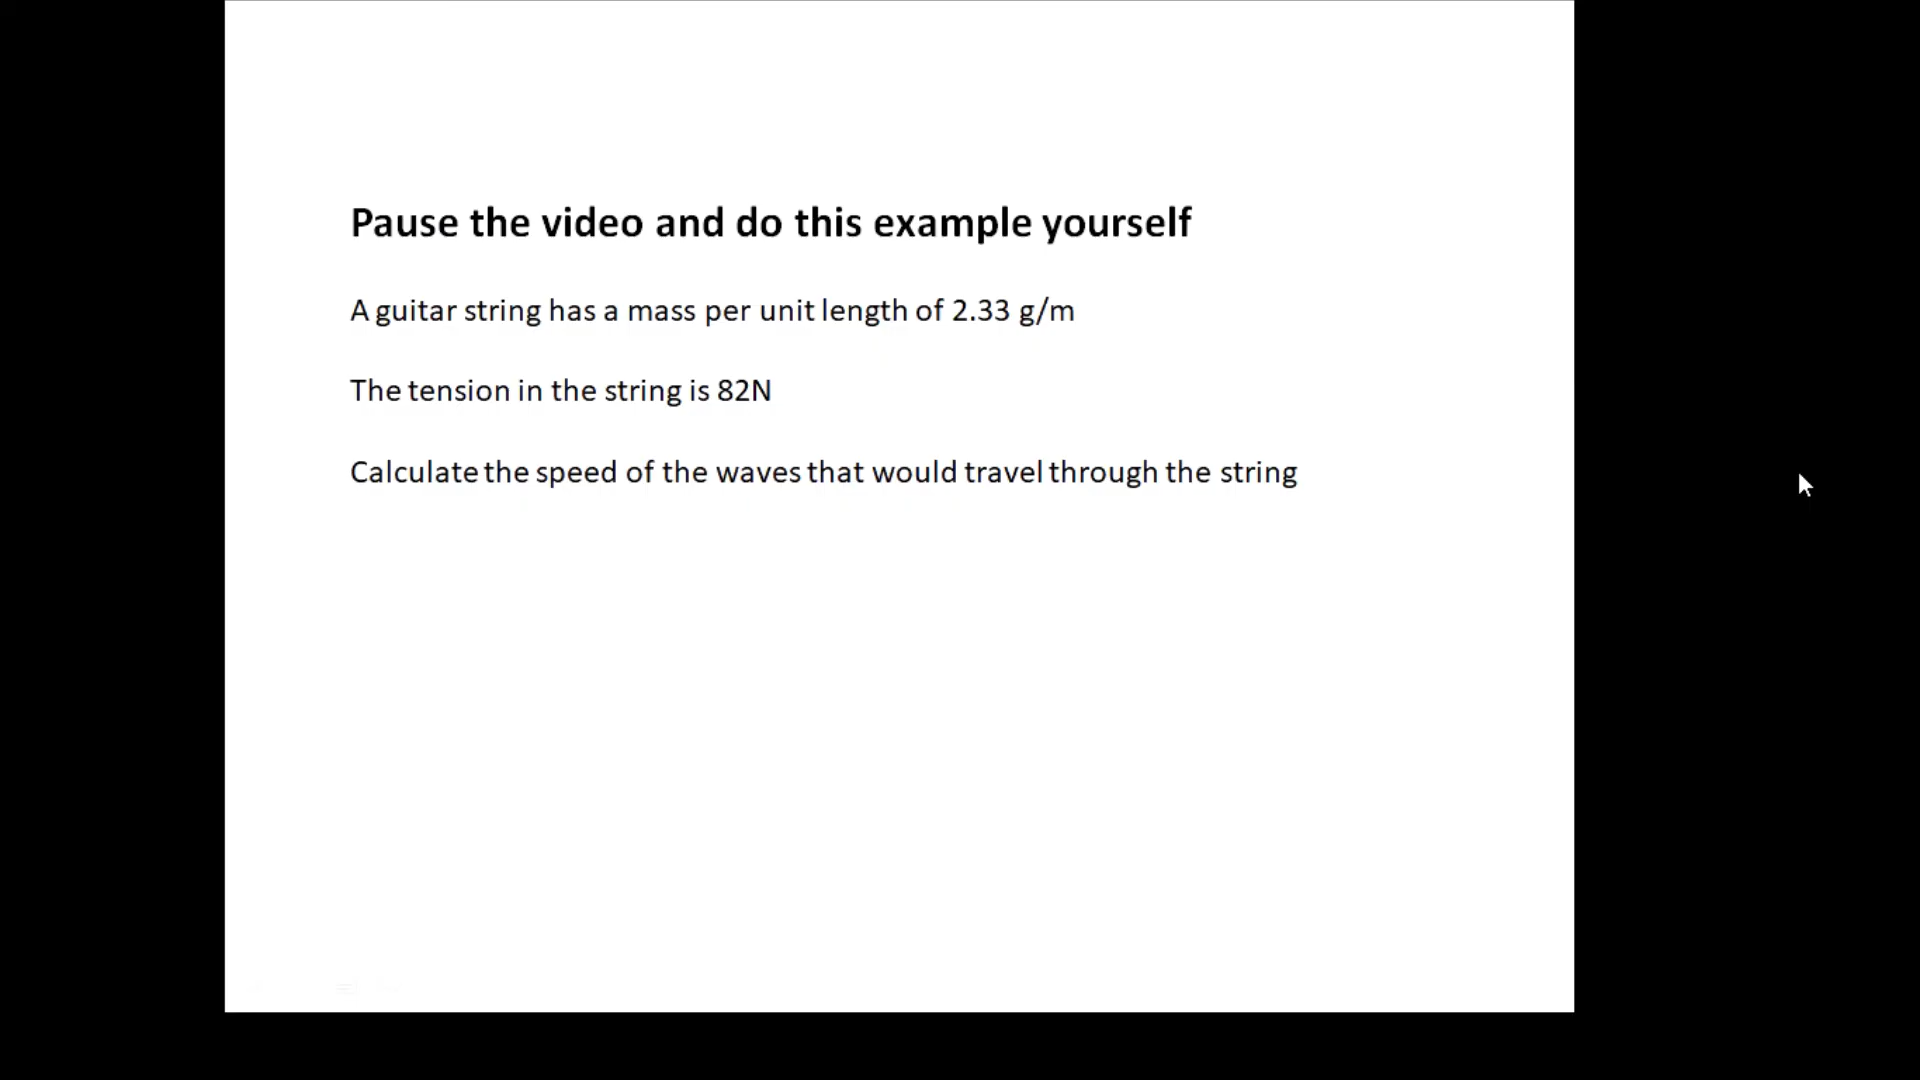 Pause the video and do this example yourself
A guitar string has a mass per unit length of 2.33 g/m
The tension in the string is 82N
Calculate the speed of the waves that would travel through the string